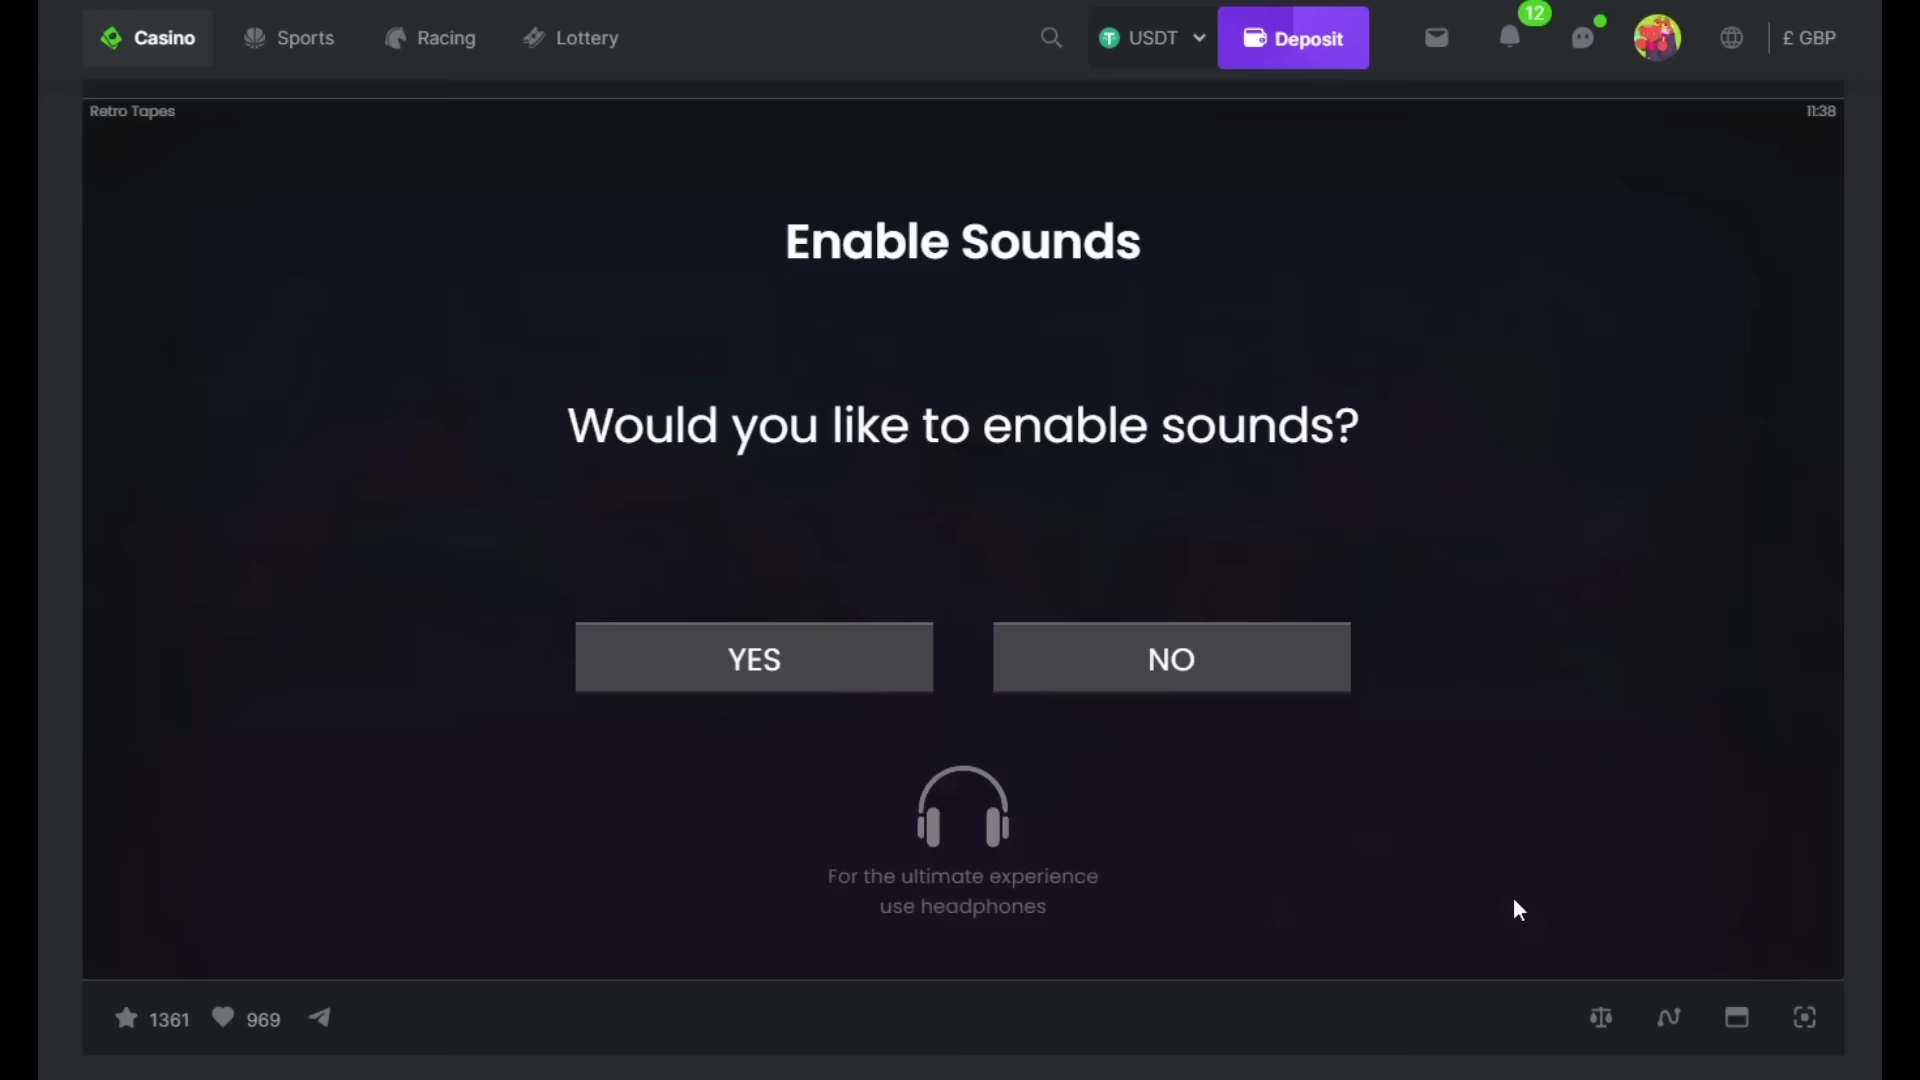 Casino
Sports
Racing
Lottery
USDT
Deposit
12
£ GBP
Retro Tapes
11:38
Enable Sounds
Would you like to enable sounds?
YES
NO
For the ultimate experience
use headphones
1361
969